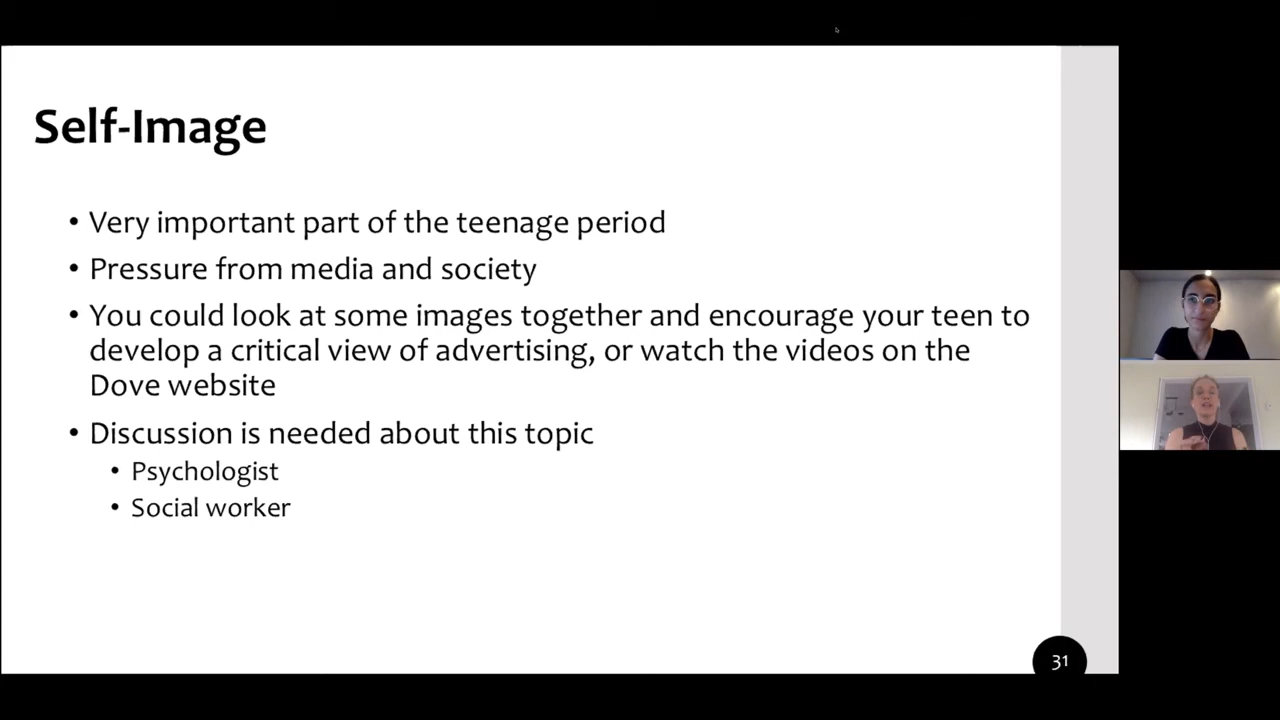 Self-Image
• Very important part of the teenage period
• Pressure from media and society
• You could look at some images together and encourage your teen to
develop a critical view of advertising, or watch the videos on the
Dove website
• Discussion is needed about this topic
• Psychologist
• Social worker
31